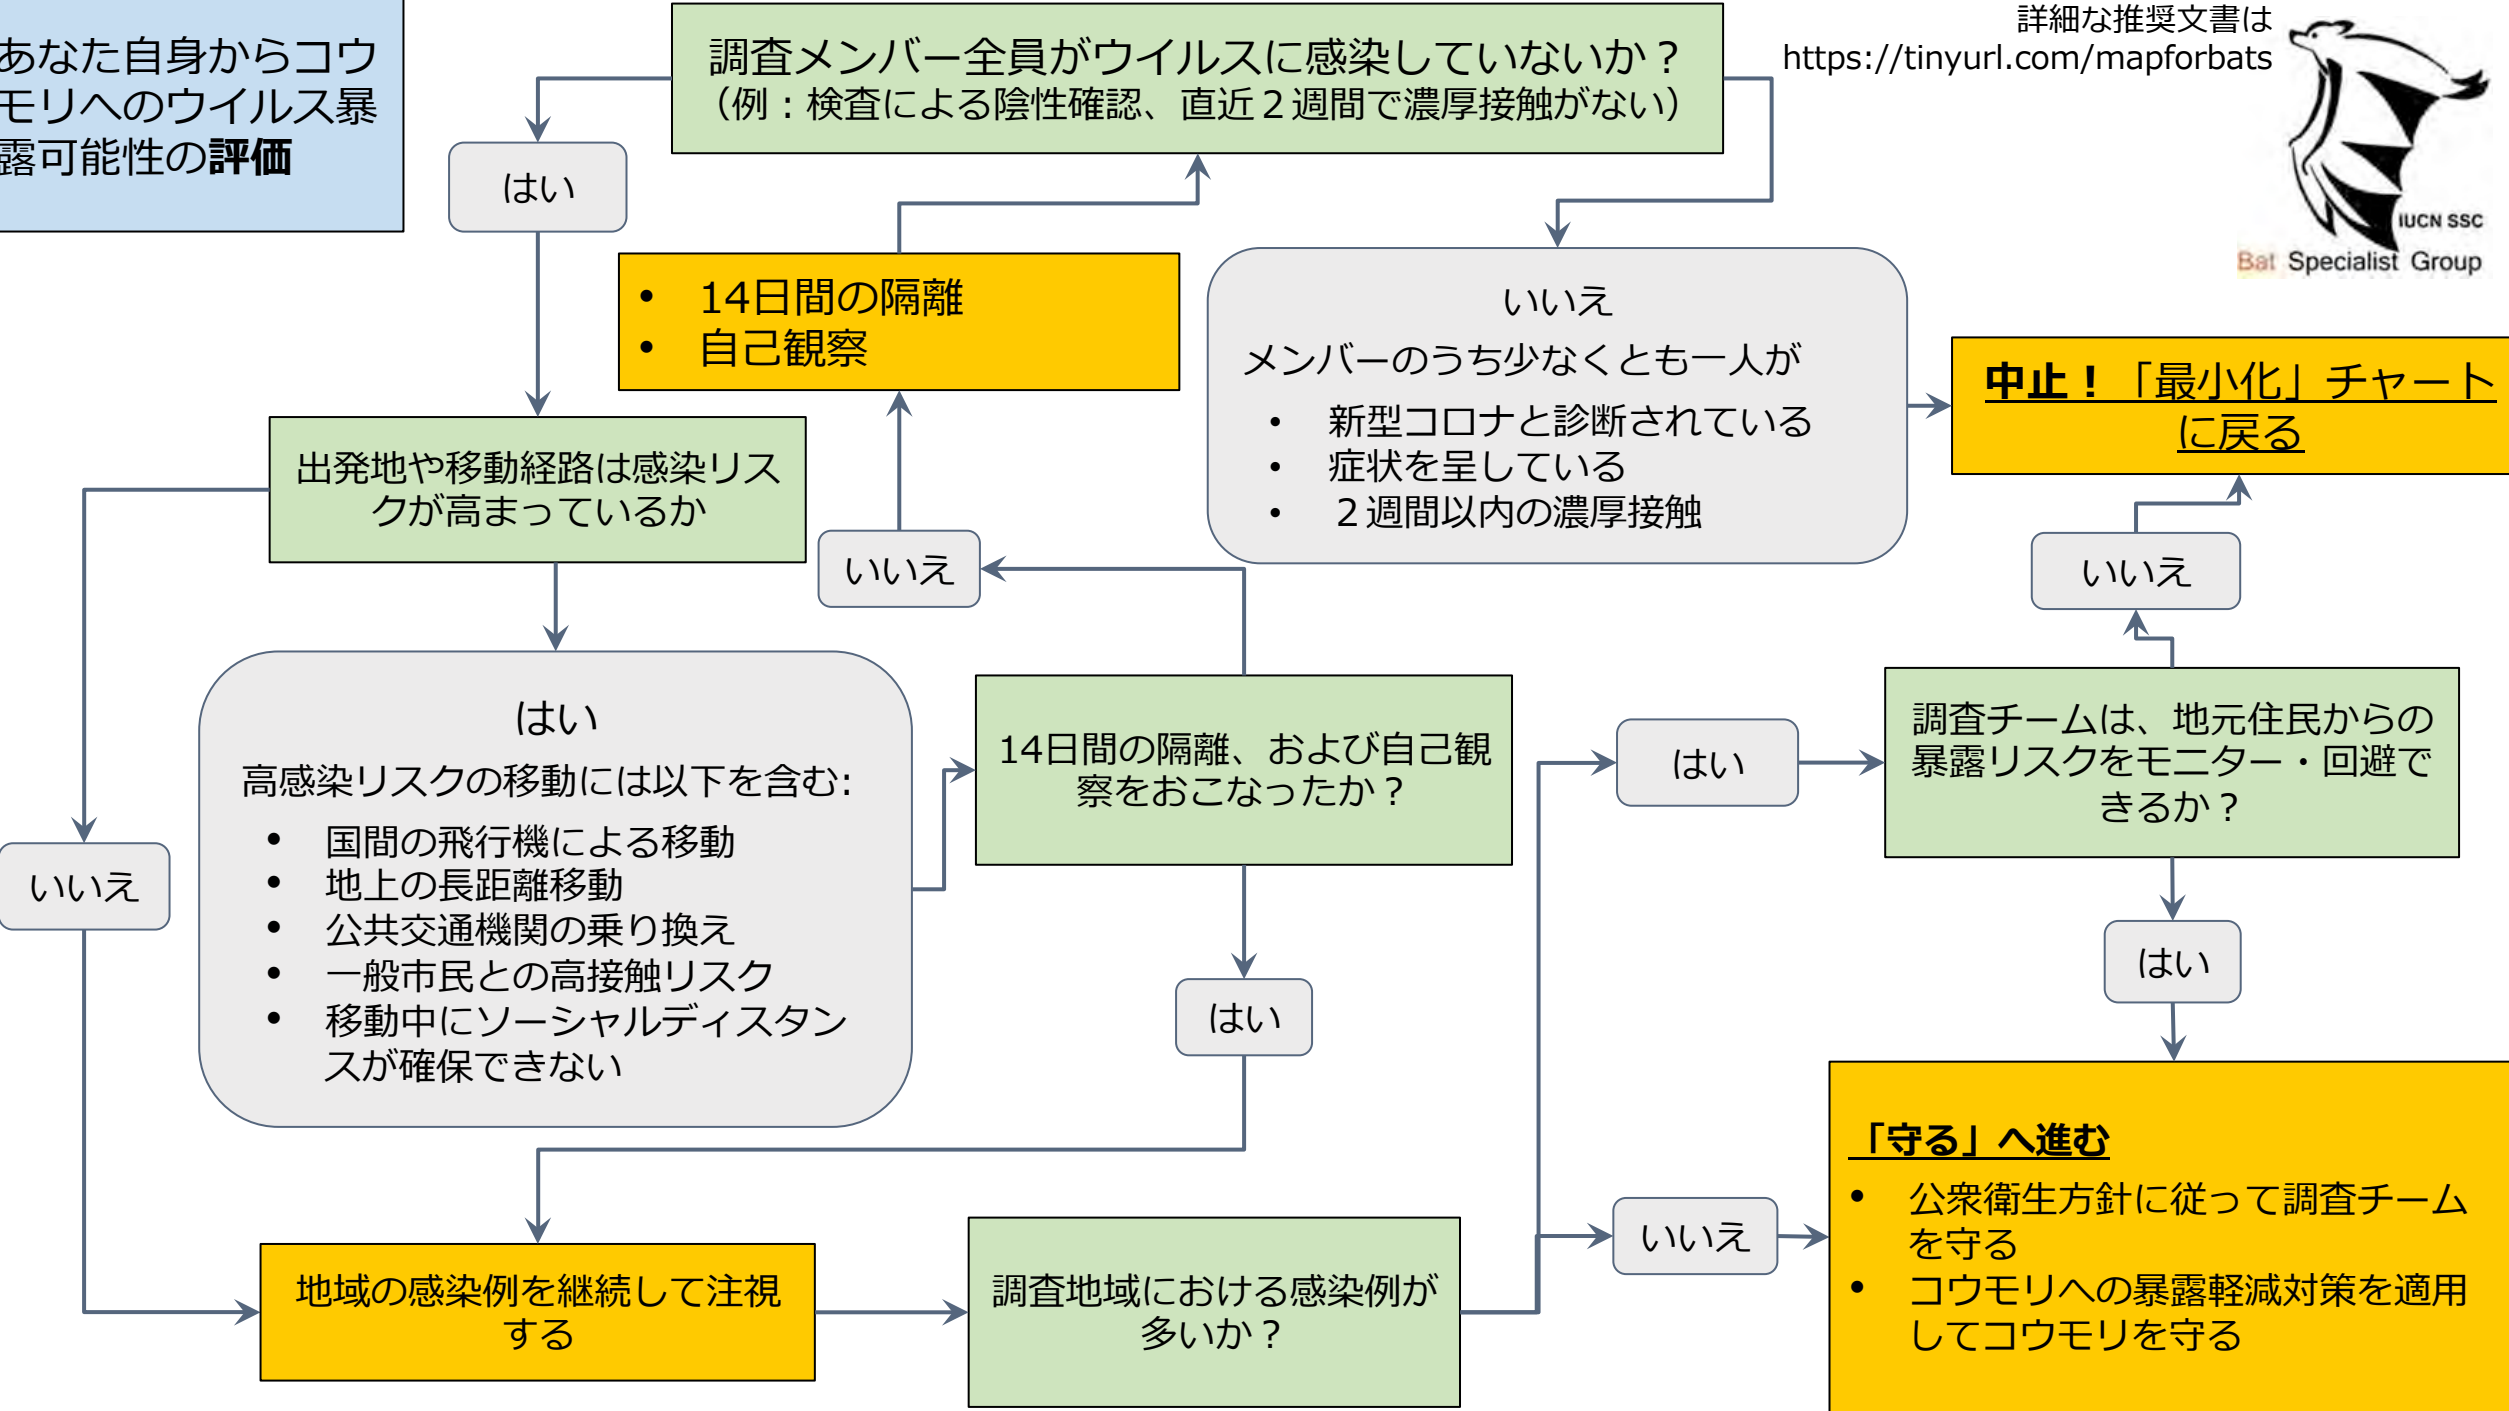 あなた自身からコウ
モリへのウイルス暴
露可能性の評価
調査メンバー全員がウイルスに感染していないか？
（例：検査による陰性確認、直近２週間で濃厚接触がない）
詳細な推奨文書は
https://tinyurl.com/mapforbats
IUCN SSC
Bat Specialist Group
はい
• 14日間の隔離
• 自己観察
いいえ
メンバーのうち少なくとも一人が
• 新型コロナと診断されている
• 症状を呈している
• ２週間以内の濃厚接触
中止！「最小化」チャート
に戻る
出発地や移動経路は感染リス
クが高まっているか
いいえ
いいえ
はい
高感染リスクの移動には以下を含む:
• 国間の飛行機による移動
• 地上の長距離移動
• 公共交通機関の乗り換え
• 一般市民との高接触リスク
• 移動中にソーシャルディスタン
スが確保できない
14日間の隔離、および自己観
察をおこなったか？
はい
調査チームは、地元住民からの
暴露リスクをモニター・回避で
きるか？
いいえ
はい
はい
「守る」へ進む
• 公衆衛生方針に従って調査チーム
を守る
• コウモリへの暴露軽減対策を適用
してコウモリを守る
いいえ
地域の感染例を継続して注視
する
調査地域における感染例が
多いか？